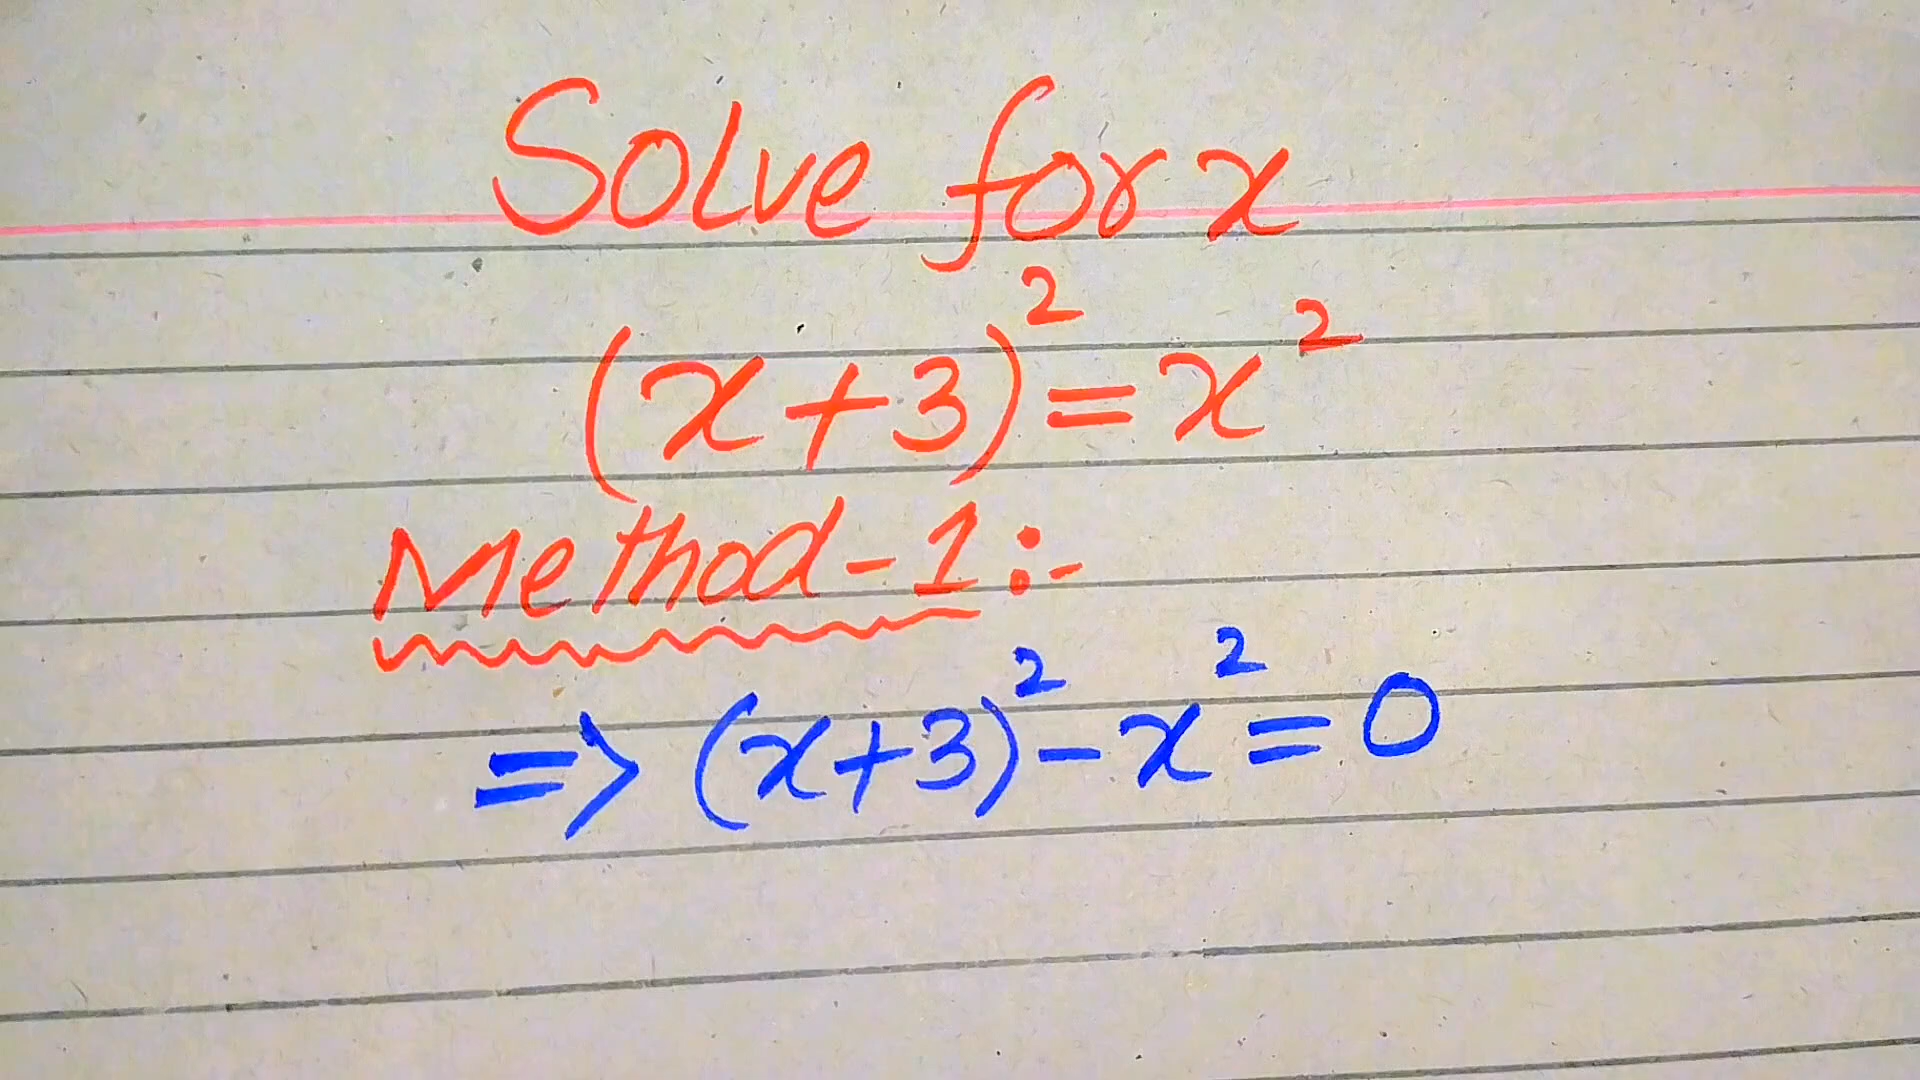 Solve for x
(x+3)²=x²
Method-1:-
=> (x+3)²-x²=0